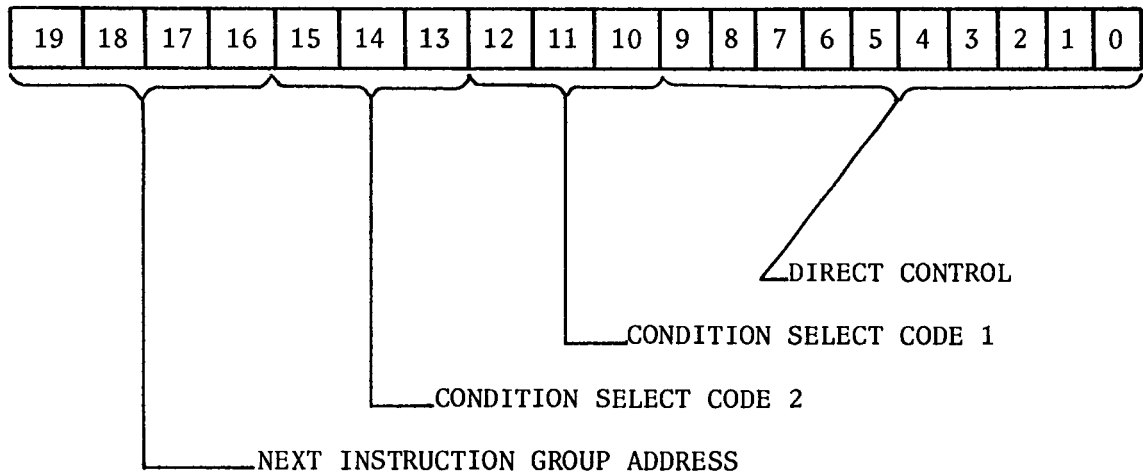 19 18 17 16 15 14 13 12 11 10 9 8 7 6 5 4 3 2 1 0
DIRECT CONTROL
CONDITION SELECT CODE 1
CONDITION SELECT CODE 2
NEXT INSTRUCTION GROUP ADDRESS